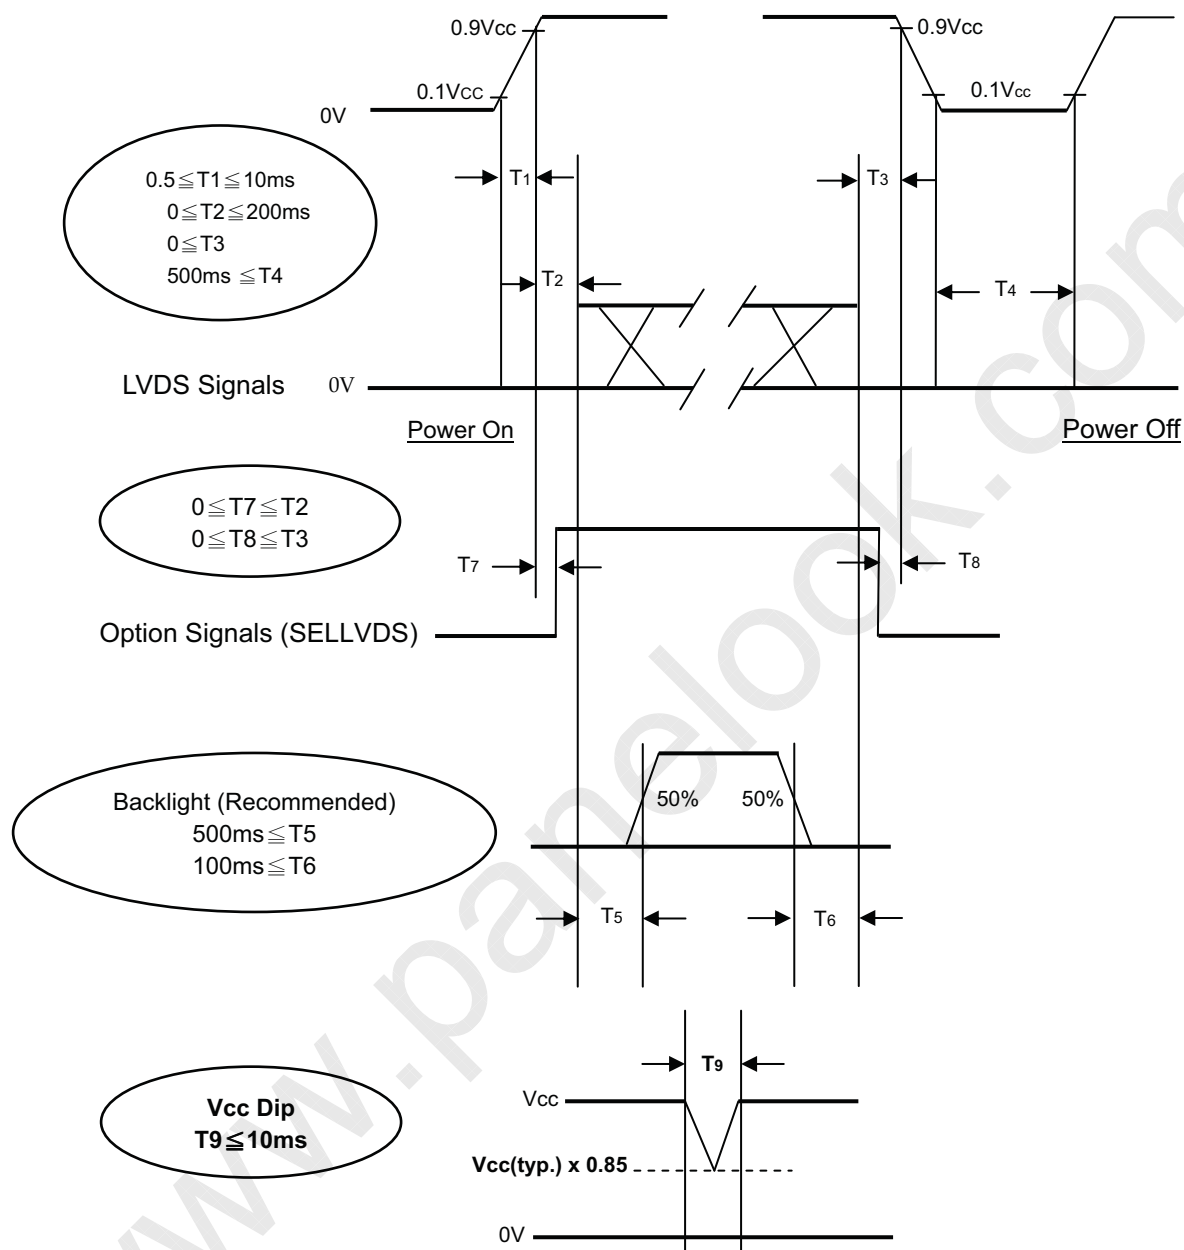 0.9Vcc
0.9Vcc
0.1VCC
0.1Vcc
0V
0.5≦T1≦10ms
0≦T2≦200ms
0≦T3
500ms ≦T4
T1
T3
T2
T4
LVDS Signals
0V
Power On
Power Off
0≦T7≦T2
0≦T8≦T3
T7
T8
Option Signals (SELLVDS)
Backlight (Recommended)
500ms≦T5
100ms≦T6
50%
50%
T5
T6
T9
Vcc Dip
T9≦10ms
Vcc
Vcc(typ.) x 0.85
0V
www.panelook.com